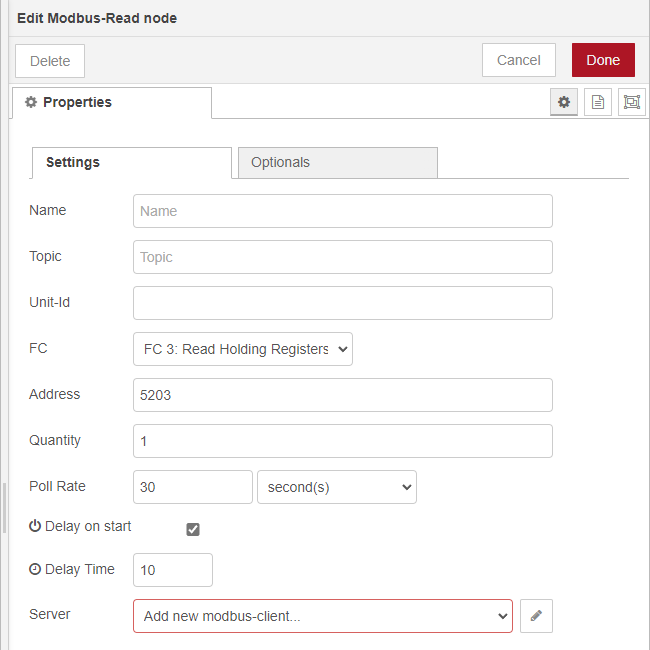 Edit Modbus-Read node
Delete
Cancel
Done
Properties
Settings
Optionals
Name
Name
Topic
Topic
Unit-Id
FC
FC 3: Read Holding Registers
Address
5203
Quantity
1
Poll Rate
30
second(s)
Delay on start
Delay Time
10
Server
Add new modbus-client...